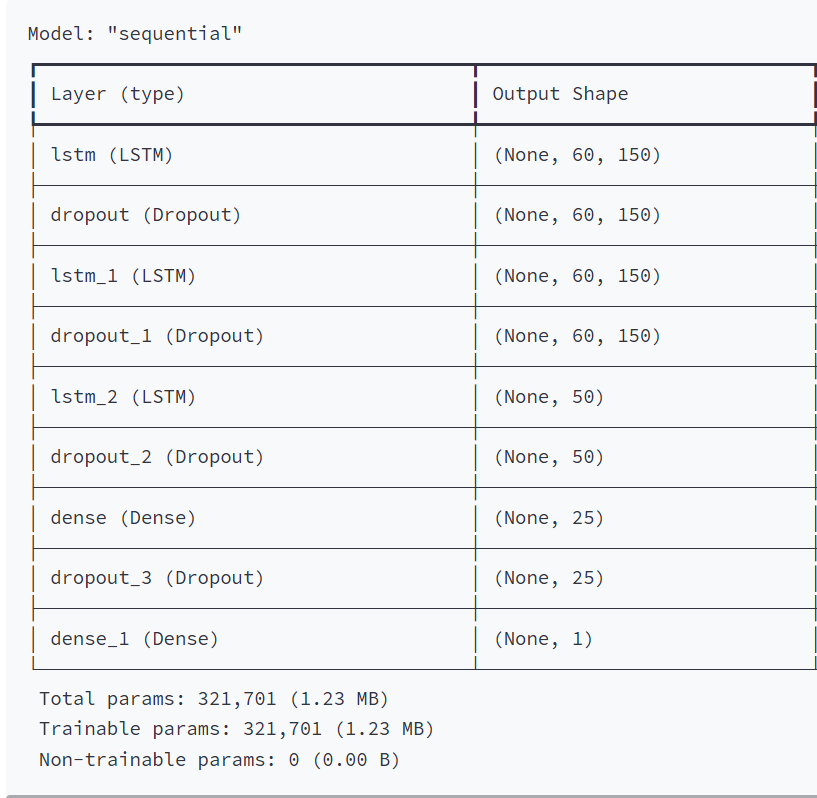 Model: "sequential"
Layer (type) Output Shape
lstm (LSTM) (None, 60, 150)
dropout (Dropout) (None, 60, 150)
lstm_1 (LSTM) (None, 60, 150)
dropout_1 (Dropout) (None, 60, 150)
lstm_2 (LSTM) (None, 50)
dropout_2 (Dropout) (None, 50)
dense (Dense) (None, 25)
dropout_3 (Dropout) (None, 25)
dense_1 (Dense) (None, 1)
Total params: 321,701 (1.23 MB)
Trainable params: 321,701 (1.23 MB)
Non-trainable params: 0 (0.00 B)